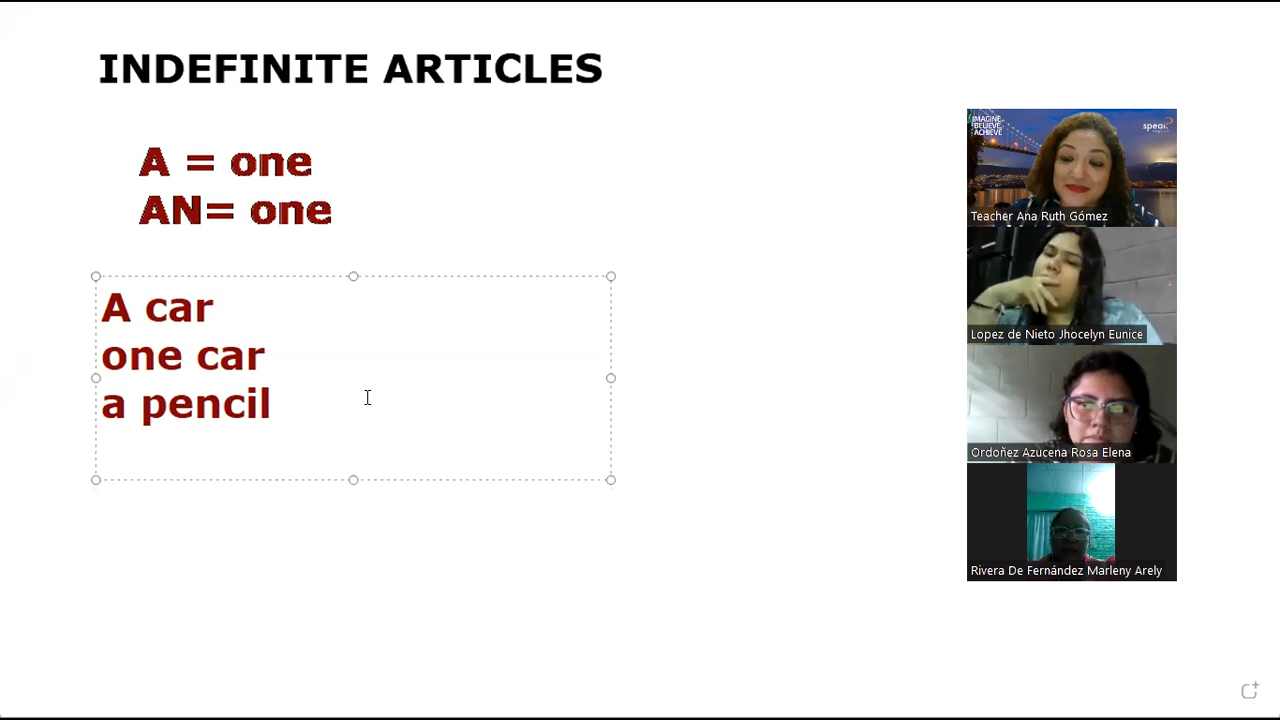 INDEFINITE ARTICLES
A = one
AN= one
A car
one car
a pencil
IMAGINE
BELIEVE
ACHIEVE
speak
english
Teacher Ana Ruth Gómez
Lopez de Nieto Jhocelyn Eunice
Ordoñez Azucena Rosa Elena
Rivera De Fernández Marleny Arely